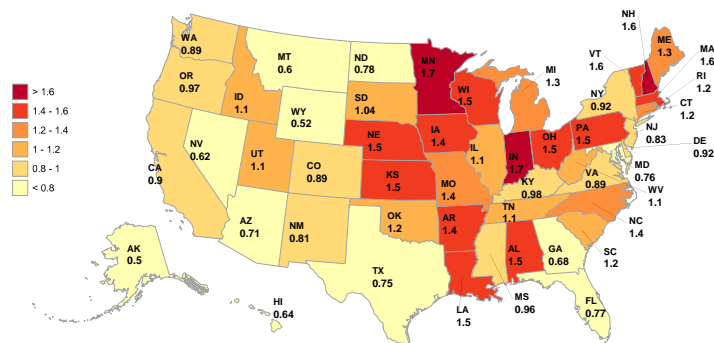 > 1.6
1.4 - 1.6
1.2 - 1.4
1 - 1.2
0.8 - 1
< 0.8
WA
0.89
OR
0.97
CA
0.9
ID
1.1
NV
0.62
MT
0.6
WY
0.52
UT
1.1
AZ
0.71
CO
0.89
NM
0.81
ND
0.78
SD
1.04
NE
1.5
KS
1.5
OK
1.2
TX
0.75
MN
1.7
IA
1.4
MO
1.4
AR
1.4
LA
1.5
WI
1.5
IL
1.1
MI
1.3
IN
1.7
OH
1.5
KY
0.98
TN
1.1
MS
0.96
AL
1.5
GA
0.68
FL
0.77
SC
1.2
NC
1.4
VA
0.89
WV
1.1
MD
0.76
DE
0.92
NJ
0.83
PA
1.5
NY
0.92
CT
1.2
RI
1.2
MA
1.6
VT
1.6
NH
1.6
ME
1.3
AK
0.5
HI
0.64